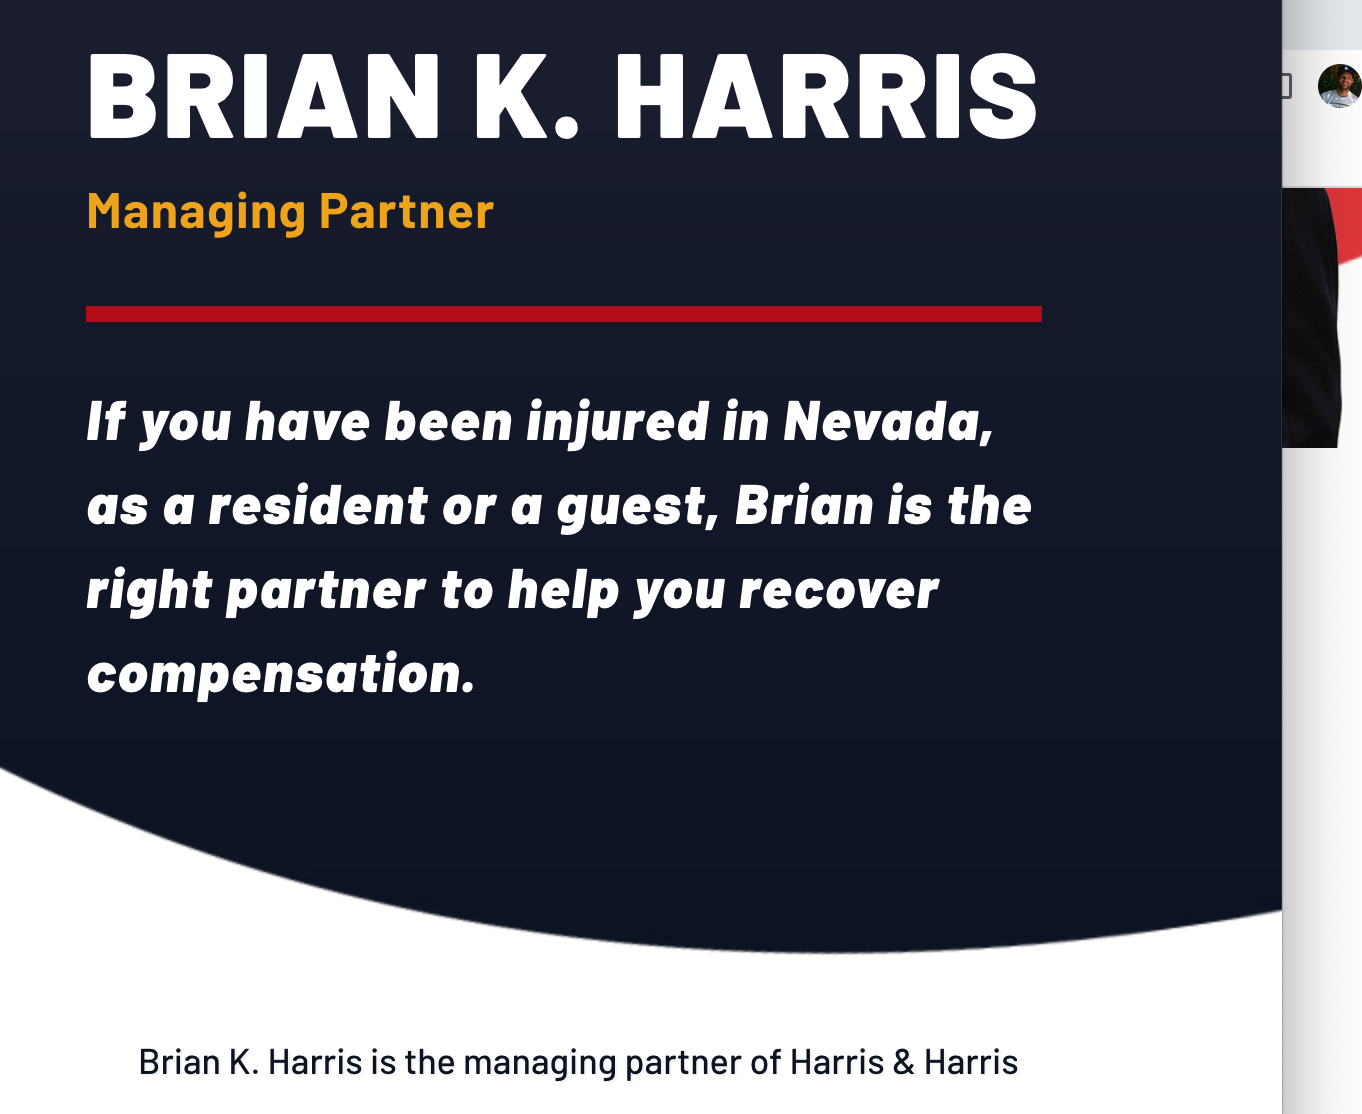 BRIAN K. HARRIS
Managing Partner
If you have been injured in Nevada,
as a resident or a guest, Brian is the
right partner to help you recover
compensation.
Brian K. Harris is the managing partner of Harris & Harris